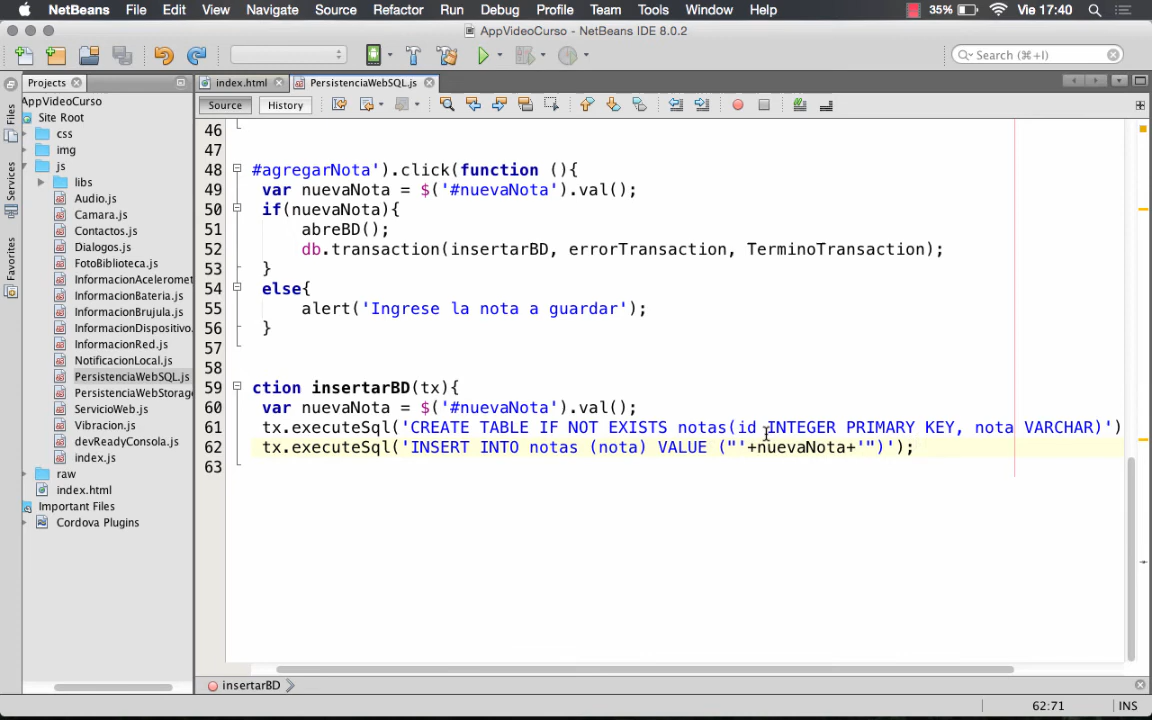 NetBeans File Edit View Navigate Source Refactor Run Debug Profile Team Tools Window Help 35% Vie 17:40
AppVideoCurso - NetBeans IDE 8.0.2
Search (⌘+I)
Projects
index.html PersistenciaWebSQL.js
Files
Services
Favorites
AppVideoCurso
Site Root
css
img
js
libs
Audio.js
Camara.js
Contactos.js
Dialogos.js
FotoBiblioteca.js
InformacionAceleromet
InformacionBateria.js
InformacionBrujula.js
InformacionDispositivo.
InformacionRed.js
NotificacionLocal.js
PersistenciaWebSQL.js
PersistenciaWebStorage
ServicioWeb.js
Vibracion.js
devReadyConsola.js
index.js
raw
index.html
Important Files
Cordova Plugins
Source History
46
47
48 #agregarNota').click(function (){
49 var nuevaNota = $('#nuevaNota').val();
50 if(nuevaNota){
51 abreBD();
52 db.transaction(insertarBD, errorTransaction, TerminoTransaction);
53 }
54 else{
55 alert('Ingrese la nota a guardar');
56 }
57
58
59 ction insertarBD(tx){
60 var nuevaNota = $('#nuevaNota').val();
61 tx.executeSql('CREATE TABLE IF NOT EXISTS notas(id INTEGER PRIMARY KEY, nota VARCHAR)')
62 tx.executeSql('INSERT INTO notas (nota) VALUE ("'+nuevaNota+'")');
63
insertarBD
62:71 INS